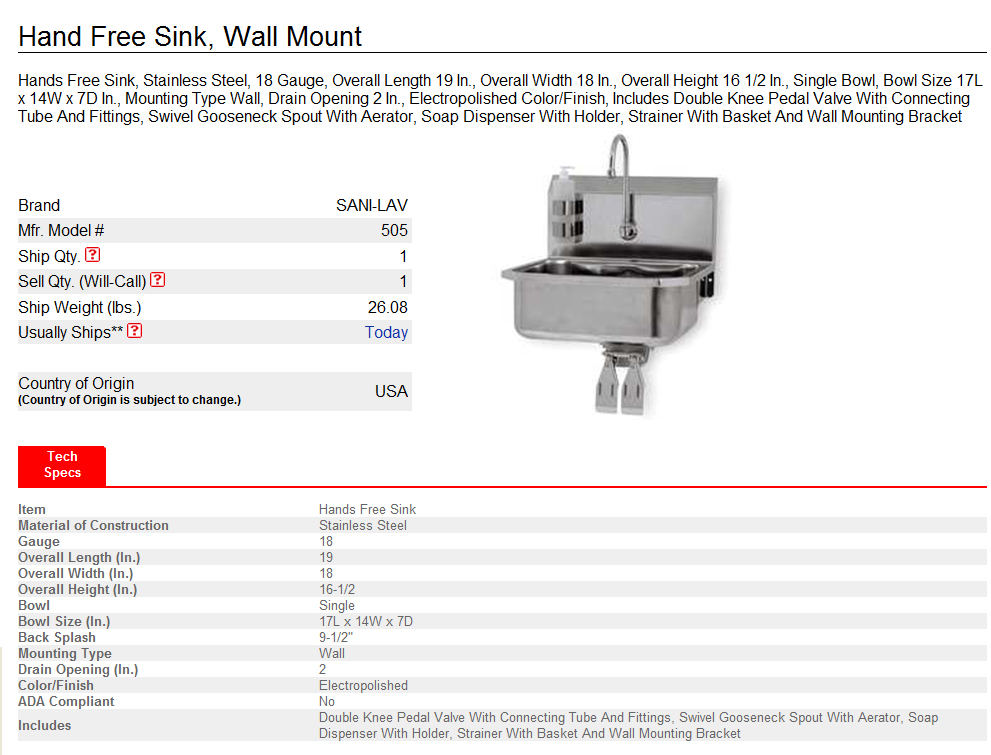 Hand Free Sink, Wall Mount
Hands Free Sink, Stainless Steel, 18 Gauge, Overall Length 19 In., Overall Width 18 In., Overall Height 16 1/2 In., Single Bowl, Bowl Size 17L
x 14W x 7D In., Mounting Type Wall, Drain Opening 2 In., Electropolished Color/Finish, Includes Double Knee Pedal Valve With Connecting
Tube And Fittings, Swivel Gooseneck Spout With Aerator, Soap Dispenser With Holder, Strainer With Basket And Wall Mounting Bracket
Brand SANI-LAV
Mfr. Model # 505
Ship Qty. ? 1
Sell Qty. (Will-Call) ? 1
Ship Weight (lbs.) 26.08
Usually Ships** ? Today
Country of Origin USA
(Country of Origin is subject to change.)
Tech
Specs
Item Hands Free Sink
Material of Construction Stainless Steel
Gauge 18
Overall Length (In.) 19
Overall Width (In.) 18
Overall Height (In.) 16-1/2
Bowl Single
Bowl Size (In.) 17L x 14W x 7D
Back Splash 9-1/2"
Mounting Type Wall
Drain Opening (In.) 2
Color/Finish Electropolished
ADA Compliant No
Includes Double Knee Pedal Valve With Connecting Tube And Fittings, Swivel Gooseneck Spout With Aerator, Soap
Dispenser With Holder, Strainer With Basket And Wall Mounting Bracket